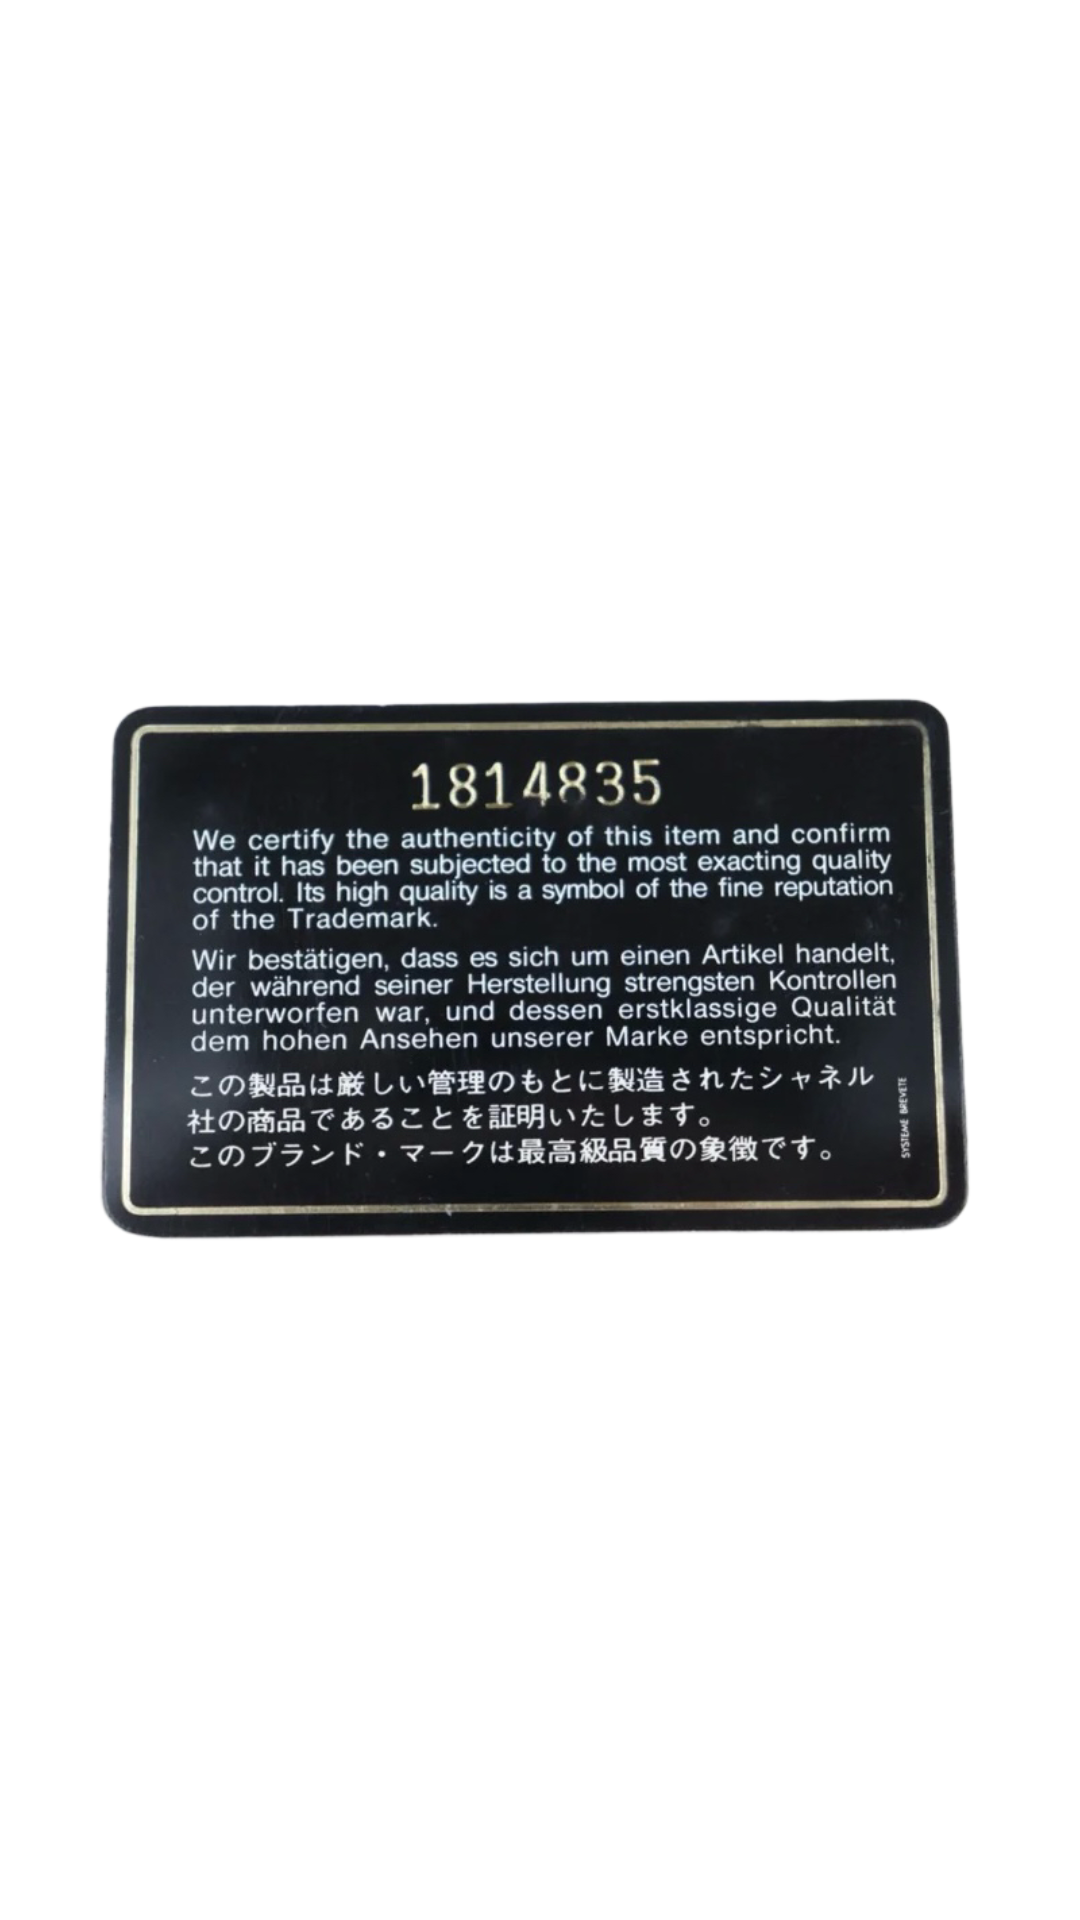 1814835
We certify the authenticity of this item and confirm
that it has been subjected to the most exacting quality
control. Its high quality is a symbol of the fine reputation
of the Trademark.
Wir bestätigen, dass es sich um einen Artikel handelt,
der während seiner Herstellung strengsten Kontrollen
unterworfen war, und dessen erstklassige Qualität
dem hohen Ansehen unserer Marke entspricht.
この製品は厳しい管理のもとに製造されたシャネル
社の商品であることを証明いたします。
このブランド・マークは最高級品質の象徴です。
SYSTEME BREVETE